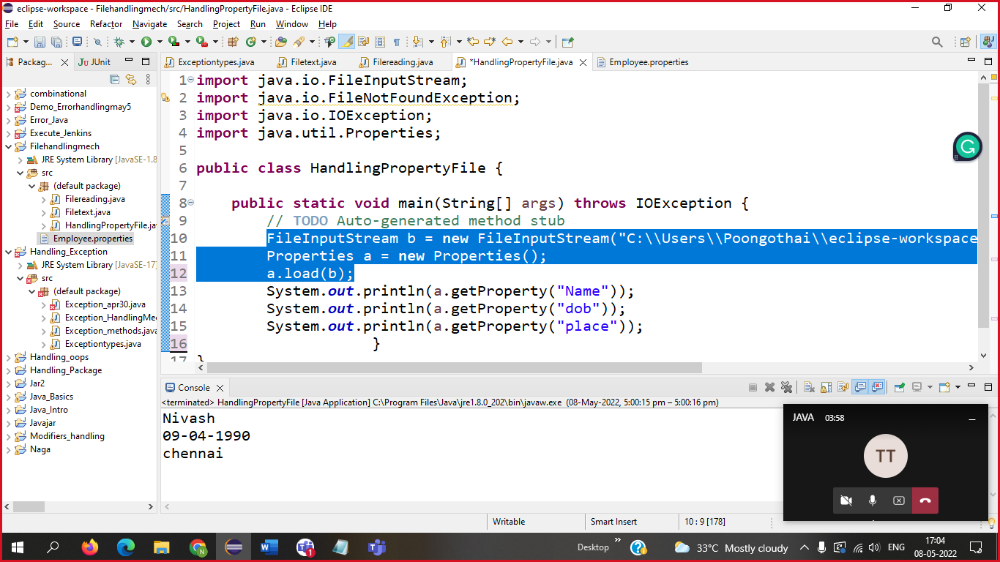 eclipse-workspace - Filehandlingmech/src/HandlingPropertyFile.java - Eclipse IDE
File Edit Source Refactor Navigate Search Project Run Window Help
Packag... JUnit
Exceptiontypes.java Filetext.java Filereading.java *HandlingPropertyFile.java Employee.properties
combinational
Demo_Errorhandlingmay5
Error_Java
Execute_Jenkins
Filehandlingmech
JRE System Library [JavaSE-1.8
src
(default package)
Filereading.java
Filetext.java
HandlingPropertyFile.ja
Employee.properties
Handling_Exception
JRE System Library [JavaSE-17]
src
(default package)
Exception_apr30.java
Exception_HandlingMe
Exception_methods.java
Exceptiontypes.java
Handling_oops
Handling_Package
Jar2
Java_Basics
Java_Intro
Javajar
Modifiers_handling
Naga
1 import java.io.FileInputStream;
2 import java.io.FileNotFoundException;
3 import java.io.IOException;
4 import java.util.Properties;
5
6 public class HandlingPropertyFile {
7
8 public static void main(String[] args) throws IOException {
9 // TODO Auto-generated method stub
10 FileInputStream b = new FileInputStream("C:\\Users\\Poongothai\\eclipse-workspace
11 Properties a = new Properties();
12 a.load(b);
13 System.out.println(a.getProperty("Name"));
14 System.out.println(a.getProperty("dob"));
15 System.out.println(a.getProperty("place"));
16 }
17 }
Console
<terminated> HandlingPropertyFile [Java Application] C:\Program Files\Java\jre1.8.0_202\bin\javaw.exe (08-May-2022, 5:00:15 pm – 5:00:16 pm)
Nivash
09-04-1990
chennai
JAVA 03:58
TT
Writable Smart Insert 10 : 9 [178]
Desktop 33°C Mostly cloudy ENG 17:04
08-05-2022